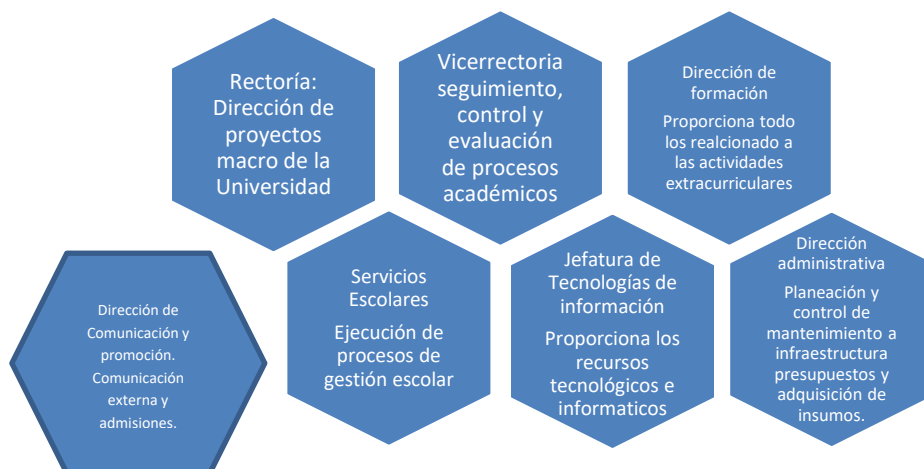 Rectoría:
Dirección de
proyectos
macro de la
Universidad
Vicerrectoria
seguimiento,
control y
evaluación
de procesos
académicos
Dirección de
formación
Proporciona todo
los realcionado a
las actividades
extracurriculares
Dirección de
Comunicación y
promoción.
Comunicación
externa y
admisiones.
Servicios
Escolares
Ejecución de
procesos de
gestión escolar
Jefatura de
Tecnologías de
información
Proporciona los
recursos
tecnológicos e
informaticos
Dirección
administrativa
Planeación y
control de
mantenimiento a
infraestructura
presupuestos y
adquisición de
insumos.